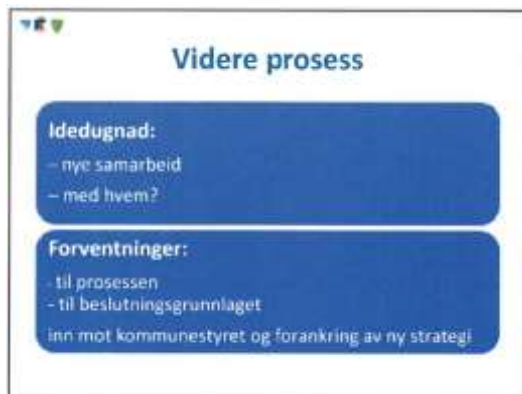 Videre prosess
Idedugnad:
– nye samarbeid
– med hvem?
Forventninger:
- til prosessen
- til beslutningsgrunnlaget
inn mot kommunestyret og forankring av ny strategi